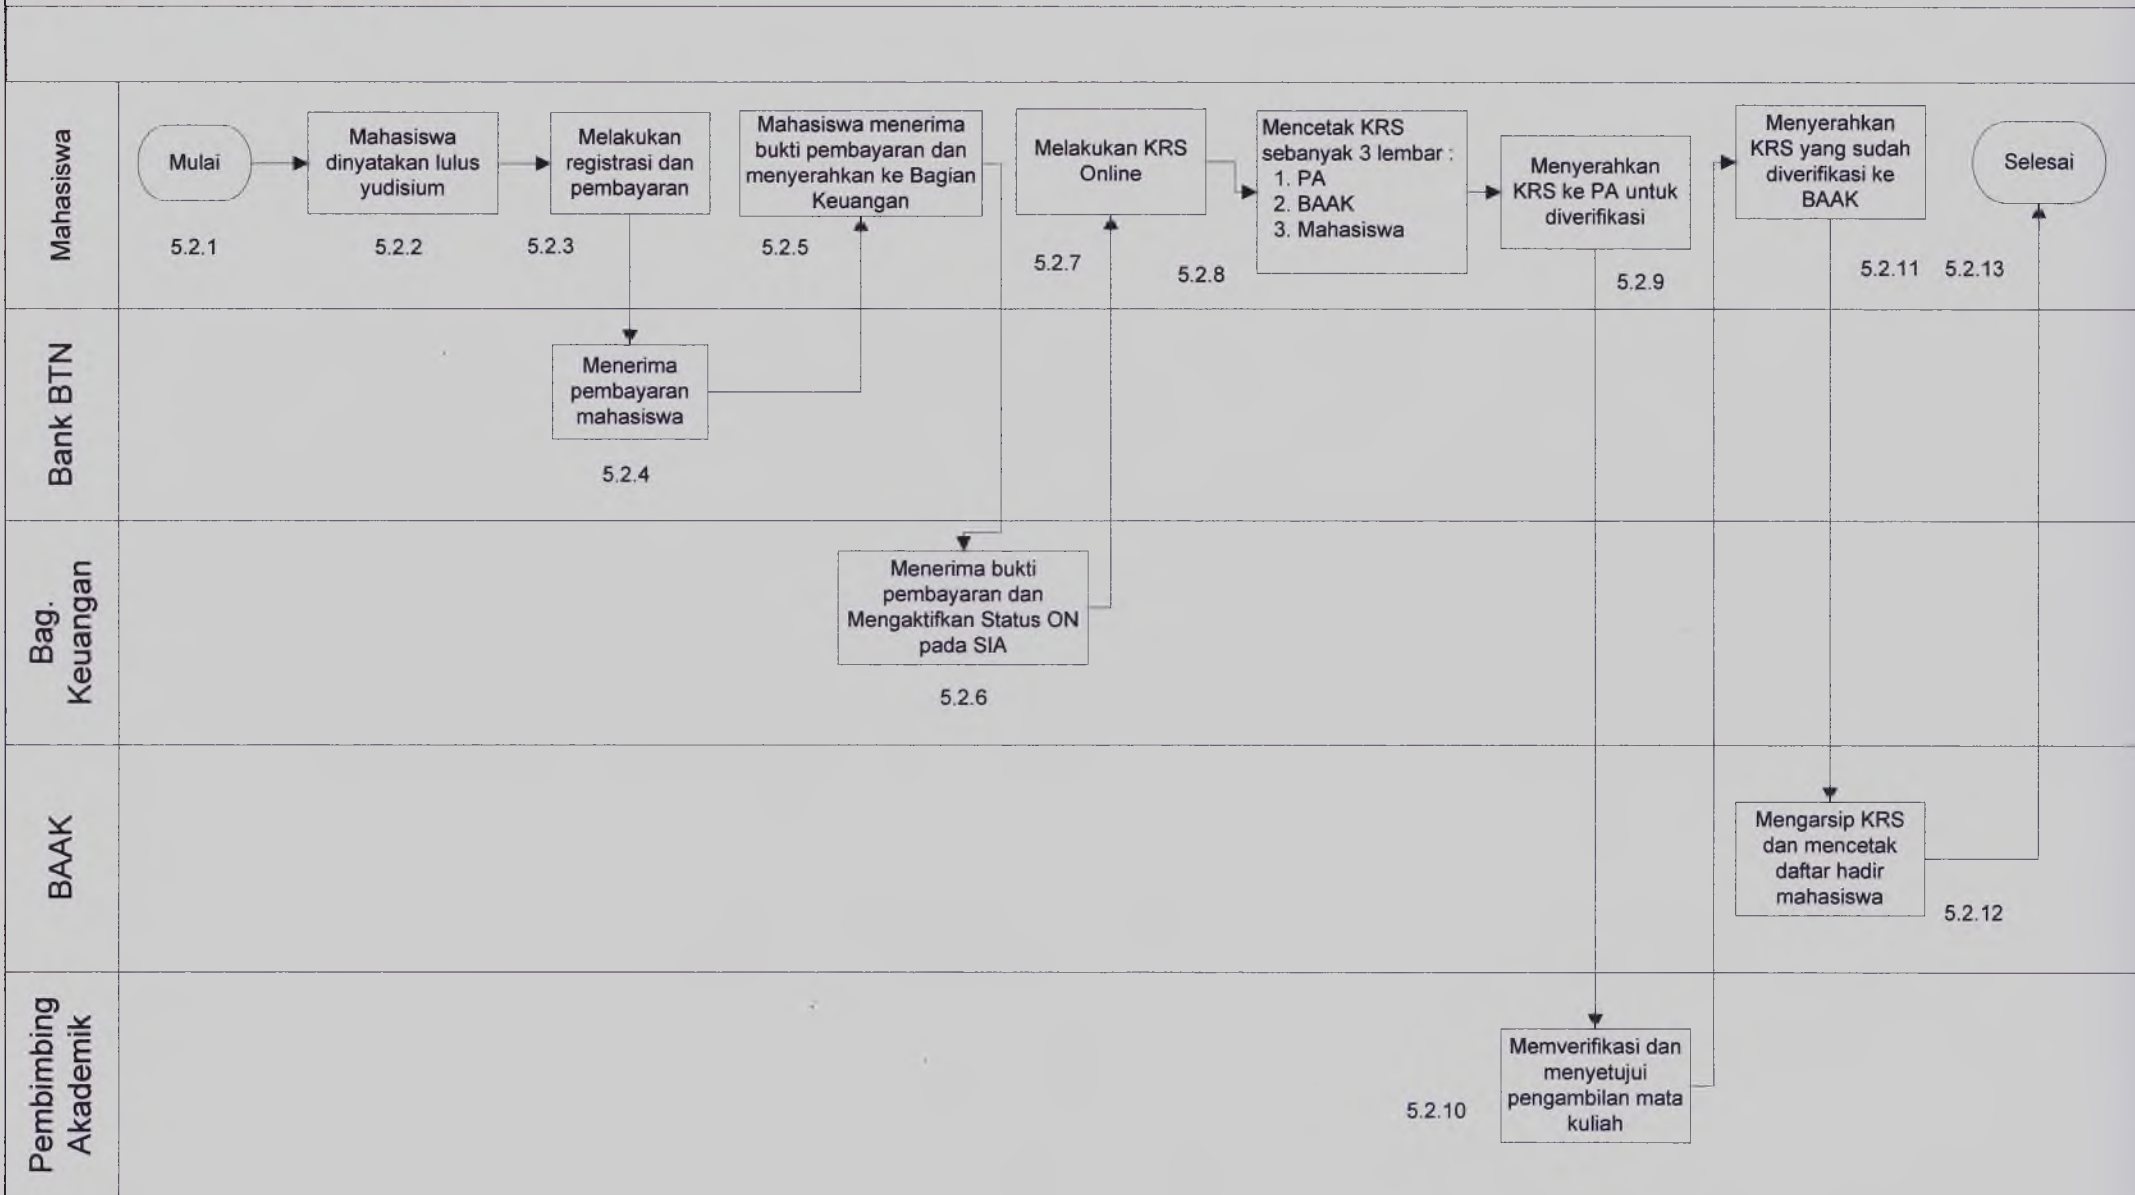 Mahasiswa
Mulai
5.2.1
Mahasiswa
dinyatakan lulus
yudisium
5.2.2
Melakukan
registrasi dan
pembayaran
5.2.3
Mahasiswa menerima
bukti pembayaran dan
menyerahkan ke Bagian
Keuangan
5.2.5
Melakukan KRS
Online
5.2.7
Mencetak KRS
sebanyak 3 lembar :
1. PA
2. BAAK
3. Mahasiswa
5.2.8
Menyerahkan
KRS ke PA untuk
diverifikasi
5.2.9
Menyerahkan
KRS yang sudah
diverifikasi ke
BAAK
5.2.11
Selesai
5.2.13
Bank BTN
Menerima
pembayaran
mahasiswa
5.2.4
Bag.
Keuangan
Menerima bukti
pembayaran dan
Mengaktifkan Status ON
pada SIA
5.2.6
BAAK
Mengarsip KRS
dan mencetak
daftar hadir
mahasiswa
5.2.12
Pembimbing
Akademik
Memverifikasi dan
menyetujui
pengambilan mata
kuliah
5.2.10